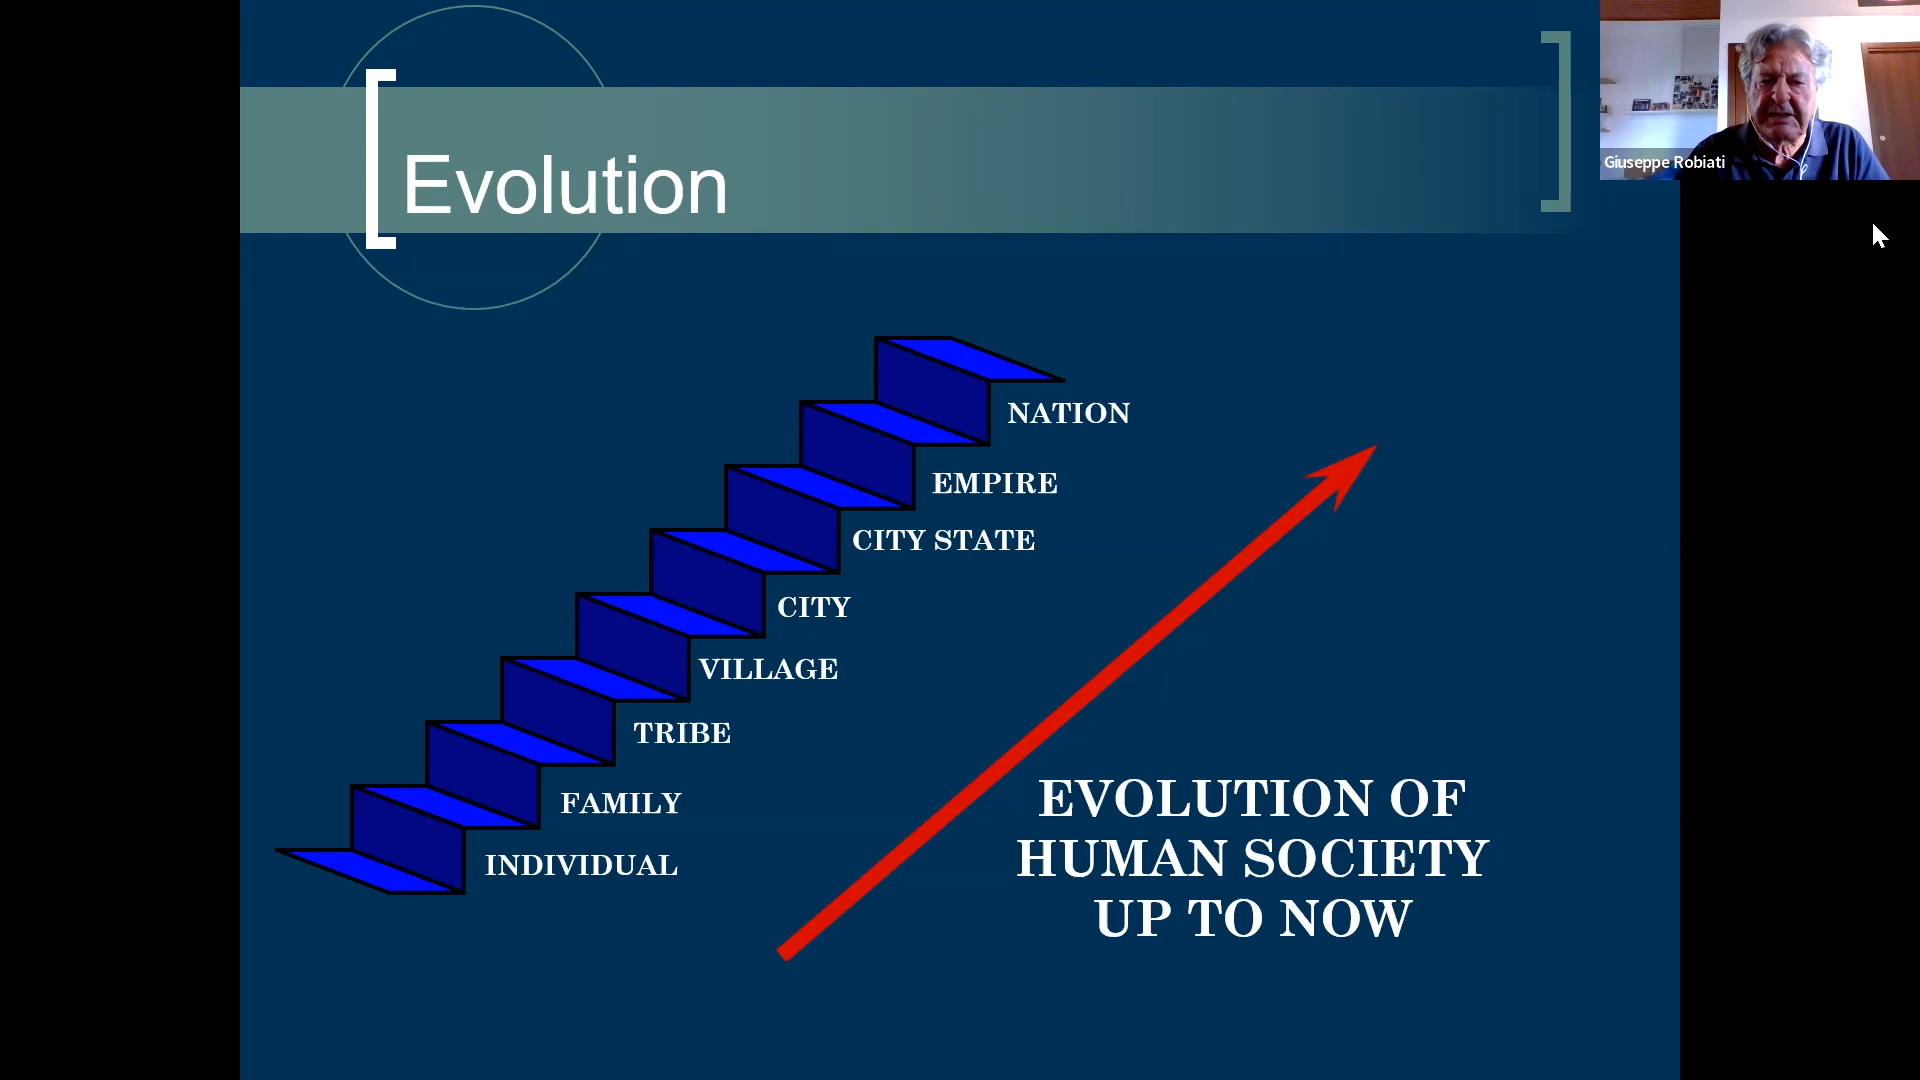 Evolution
Giuseppe Robiati
NATION
EMPIRE
CITY STATE
CITY
VILLAGE
TRIBE
FAMILY
INDIVIDUAL
EVOLUTION OF
HUMAN SOCIETY
UP TO NOW